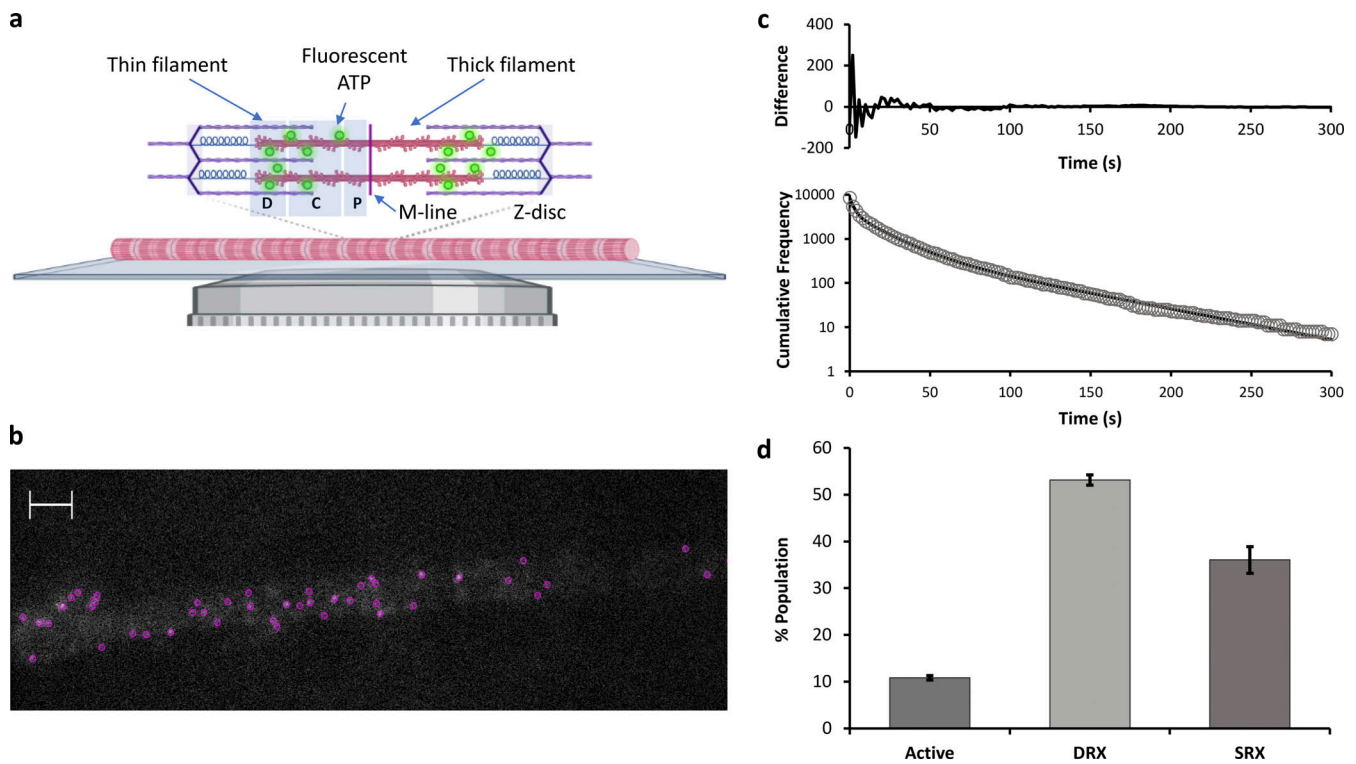 a
Thin filament
Fluorescent
ATP
Thick filament
D
C
P
M-line
Z-disc
b
c
Difference
400
200
0
-200
0
50
100
150
200
250
300
Time (s)
Cumulative Frequency
10000
1000
100
10
1
0
50
100
150
200
250
300
Time (s)
d
% Population
60
50
40
30
20
10
0
Active
DRX
SRX